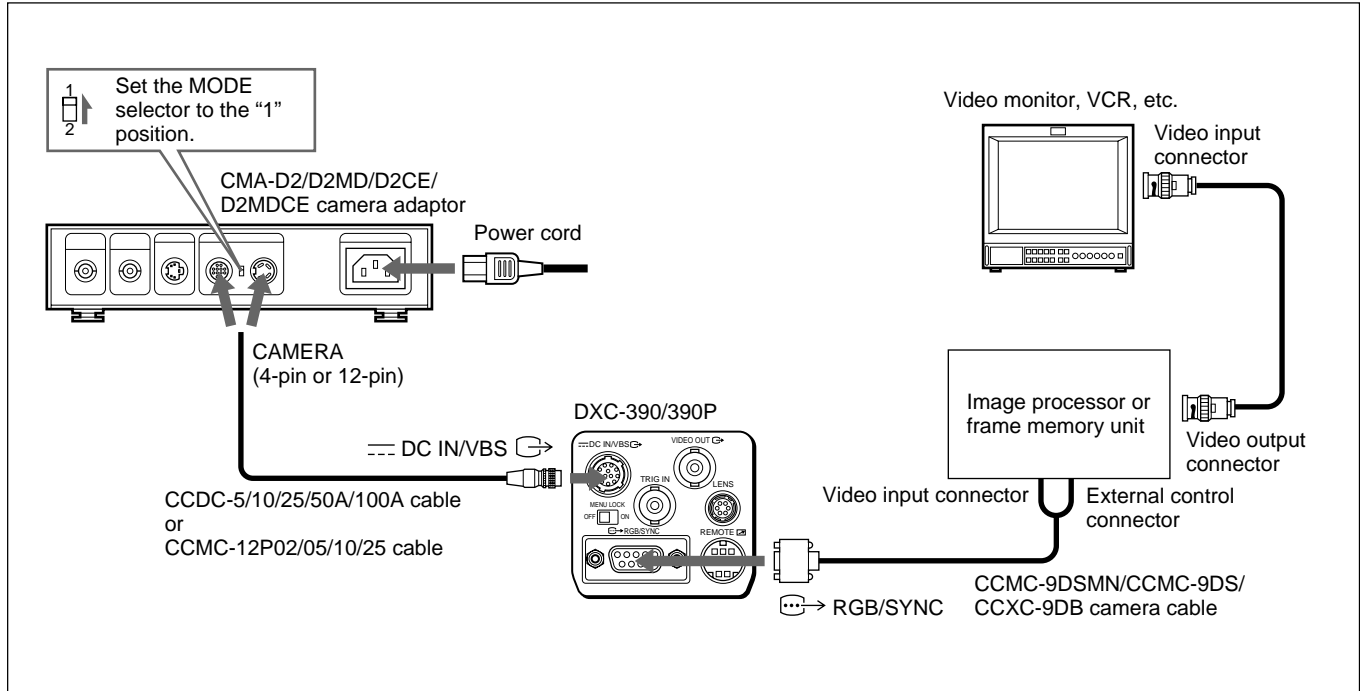 1
2
Set the MODE
selector to the “1”
position.
CMA-D2/D2MD/D2CE/
D2MDCE camera adaptor
Power cord
CAMERA
(4-pin or 12-pin)
DC IN/VBS
CCDC-5/10/25/50A/100A cable
or
CCMC-12P02/05/10/25 cable
DXC-390/390P
DC IN/VBS
VIDEO OUT
TRIG IN
LENS
MENU LOCK
OFF ON
RGB/SYNC
REMOTE
RGB/SYNC
Video monitor, VCR, etc.
Video input
connector
Image processor or
frame memory unit
Video output
connector
Video input connector
External control
connector
CCMC-9DSMN/CCMC-9DS/
CCXC-9DB camera cable